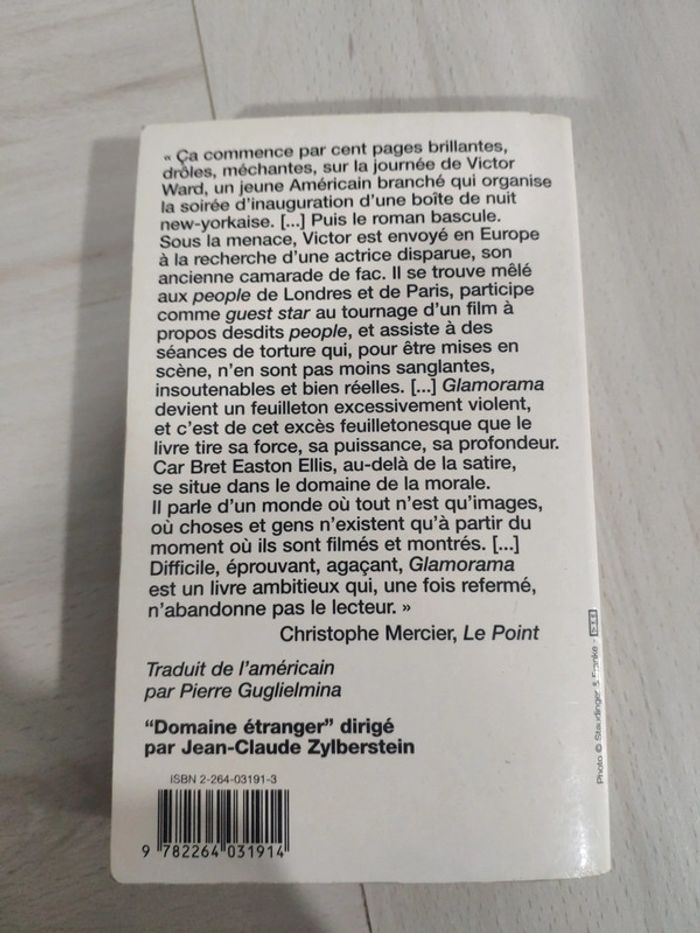 « Ça commence par cent pages brillantes,
drôles, méchantes, sur la journée de Victor
Ward, un jeune Américain branché qui organise
la soirée d'inauguration d'une boîte de nuit
new-yorkaise. [...] Puis le roman bascule.
Sous la menace, Victor est envoyé en Europe
à la recherche d'une actrice disparue, son
ancienne camarade de fac. Il se trouve mêlé
aux people de Londres et de Paris, participe
comme guest star au tournage d'un film à
propos desdits people, et assiste à des
séances de torture qui, pour être mises en
scène, n'en sont pas moins sanglantes,
insoutenables et bien réelles. [...] Glamorama
devient un feuilleton excessivement violent,
et c'est de cet excès feuilletonesque que le
livre tire sa force, sa puissance, sa profondeur.
Car Bret Easton Ellis, au-delà de la satire,
se situe dans le domaine de la morale.
Il parle d'un monde où tout n'est qu'images,
où choses et gens n'existent qu'à partir du
moment où ils sont filmés et montrés. [...]
Difficile, éprouvant, agaçant, Glamorama
est un livre ambitieux qui, une fois refermé,
n'abandonne pas le lecteur. »
Christophe Mercier, Le Point
Traduit de l'américain
par Pierre Guglielmina
"Domaine étranger" dirigé
par Jean-Claude Zylberstein
ISBN 2-264-03191-3
9 782264 031914
Photo © Staudinger & Franke -